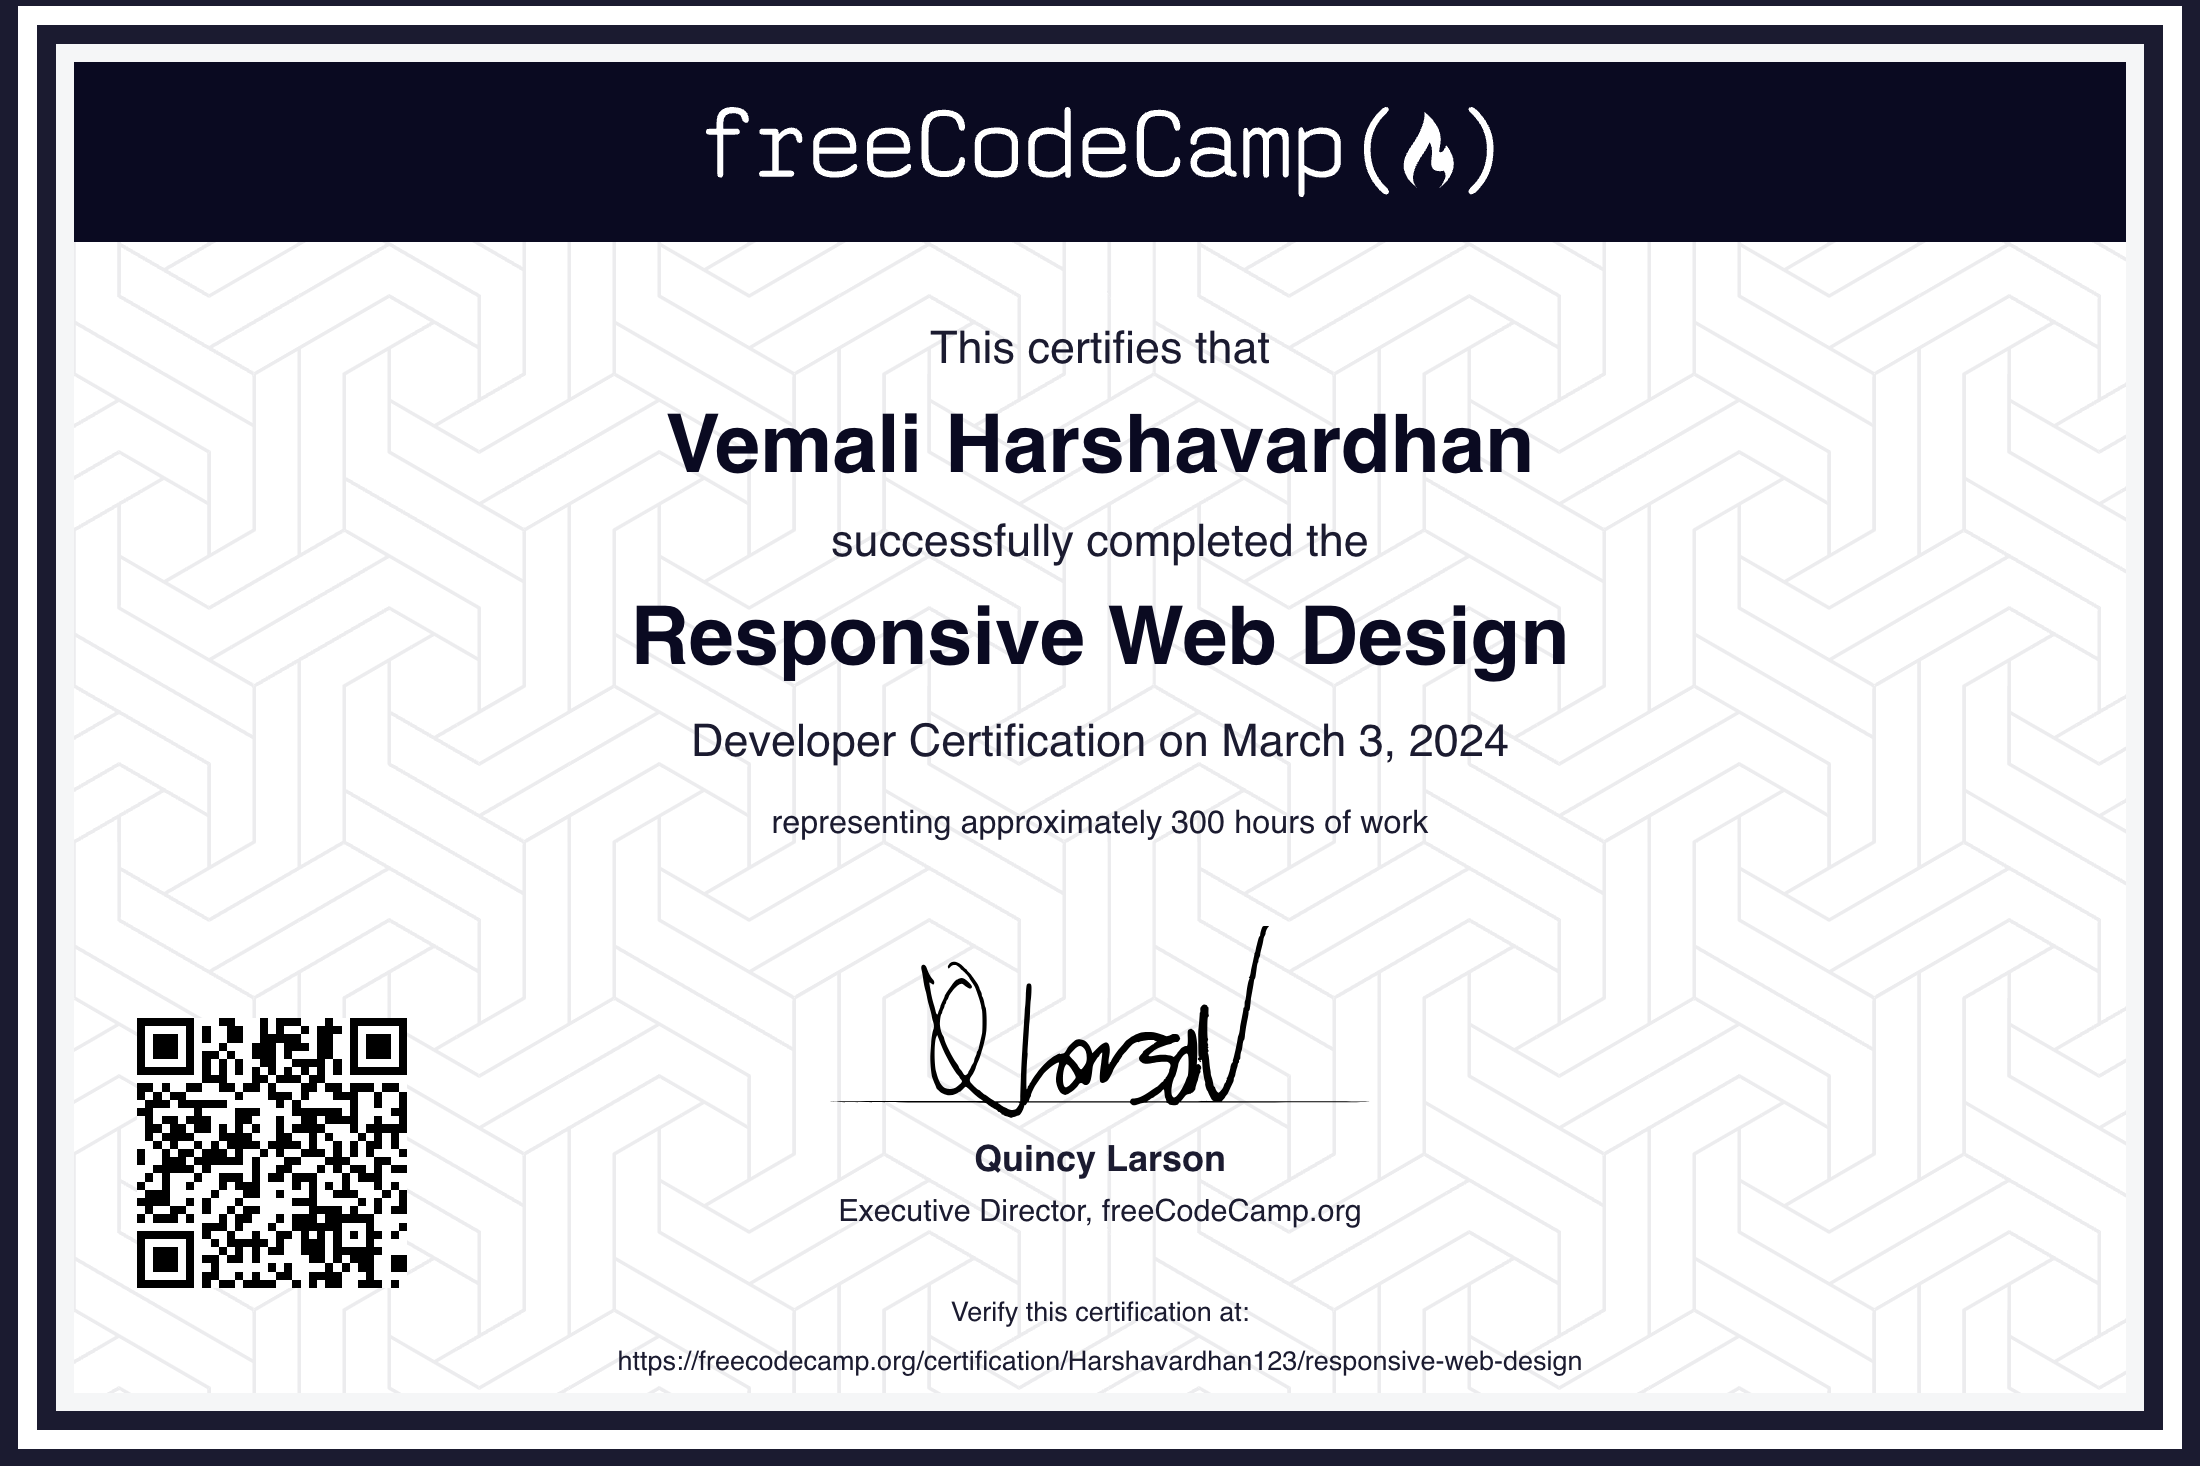 freeCodeCamp
This certifies that
Vemali Harshavardhan
successfully completed the
Responsive Web Design
Developer Certification on March 3, 2024
representing approximately 300 hours of work
Q Larson
Quincy Larson
Executive Director, freeCodeCamp.org
Verify this certification at:
https://freecodecamp.org/certification/Harshavardhan123/responsive-web-design